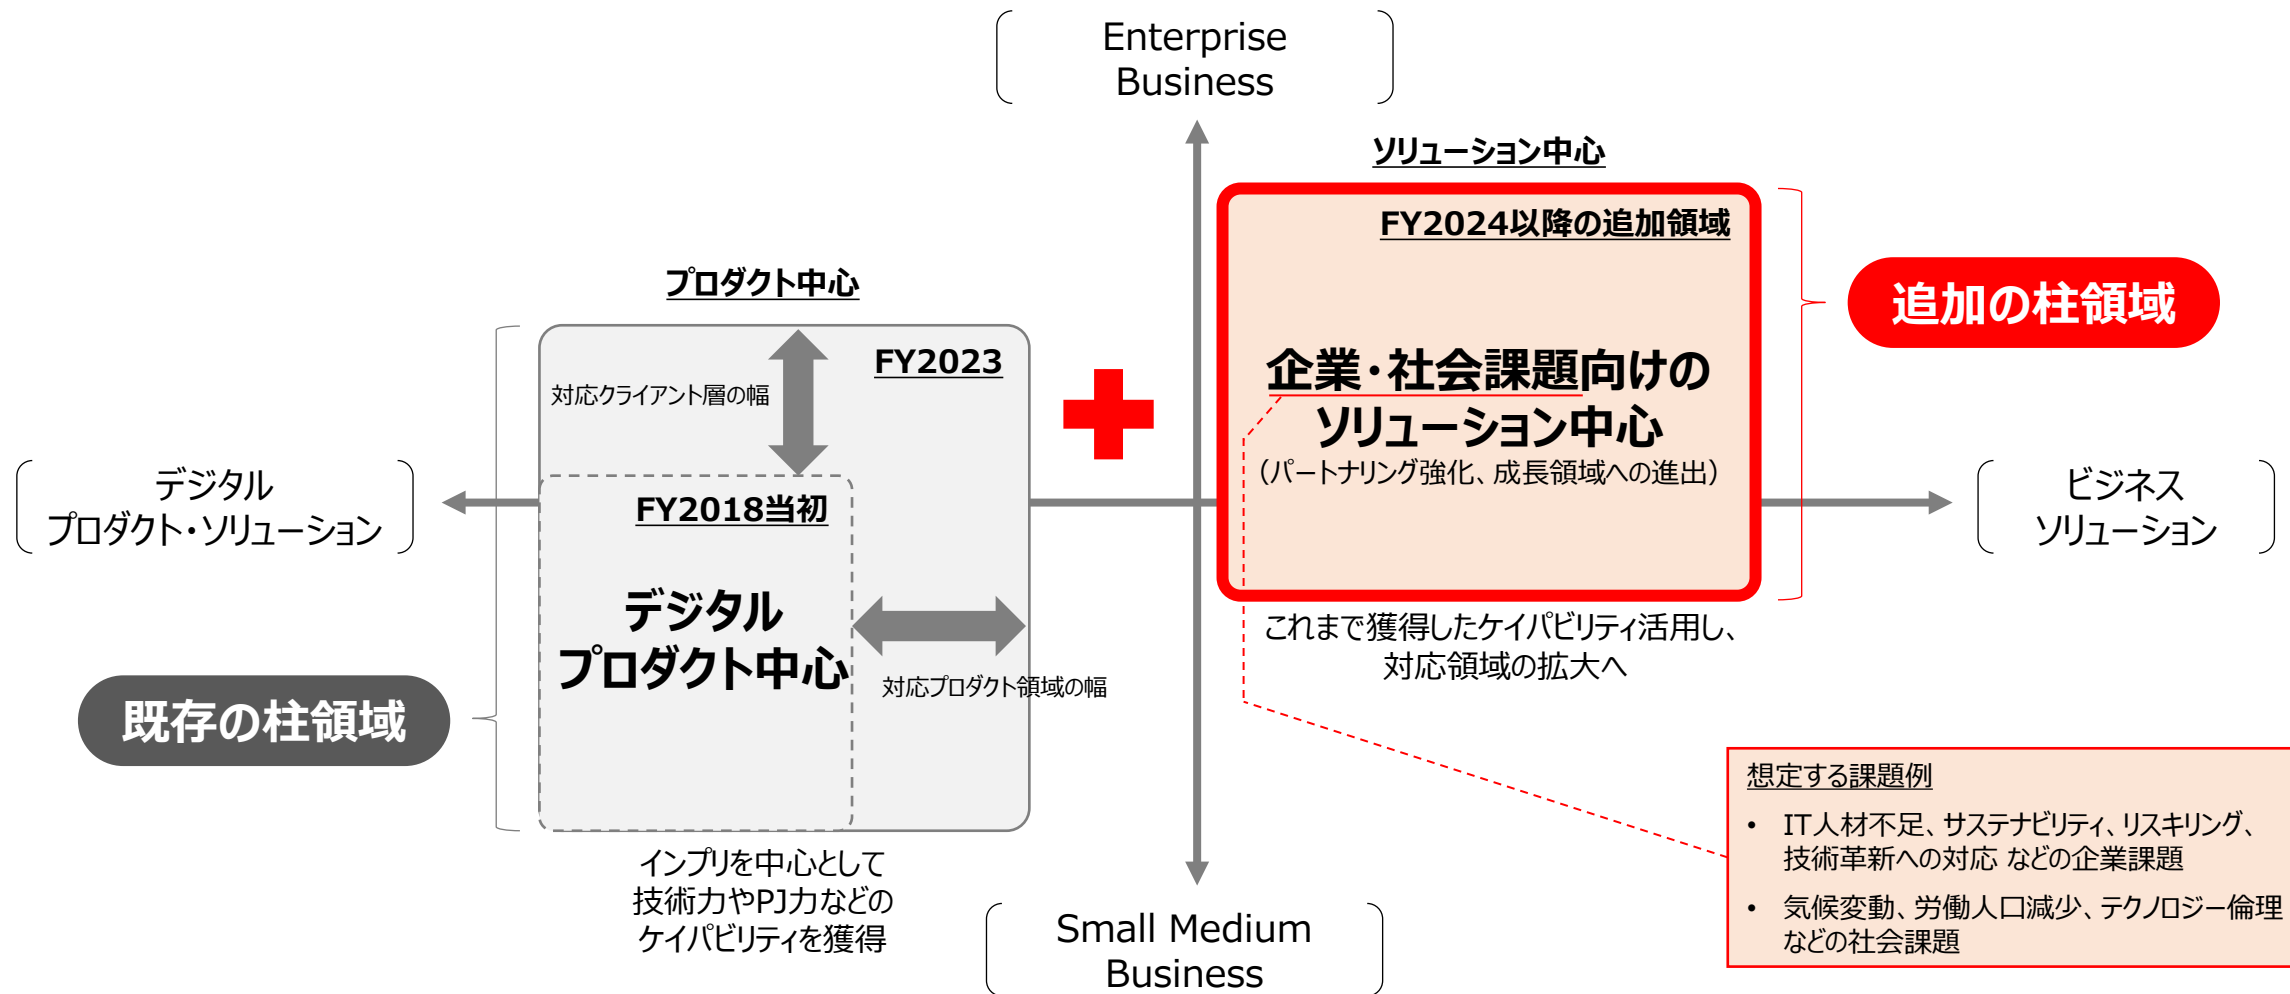 Enterprise
Business
ソリューション中心
FY2024以降の追加領域
追加の柱領域
企業・社会課題向けの
ソリューション中心
（パートナリング強化、成長領域への進出）
これまで獲得したケイパビリティ活用し、
対応領域の拡大へ
プロダクト中心
FY2023
対応クライアント層の幅
FY2018当初
デジタル
プロダクト中心
対応プロダクト領域の幅
既存の柱領域
インプリを中心として
技術力やPJ力などの
ケイパビリティを獲得
デジタル
プロダクト・ソリューション
ビジネス
ソリューション
Small Medium
Business
想定する課題例
• IT人材不足、サステナビリティ、リスキリング、
技術革新への対応 などの企業課題
• 気候変動、労働人口減少、テクノロジー倫理
などの社会課題